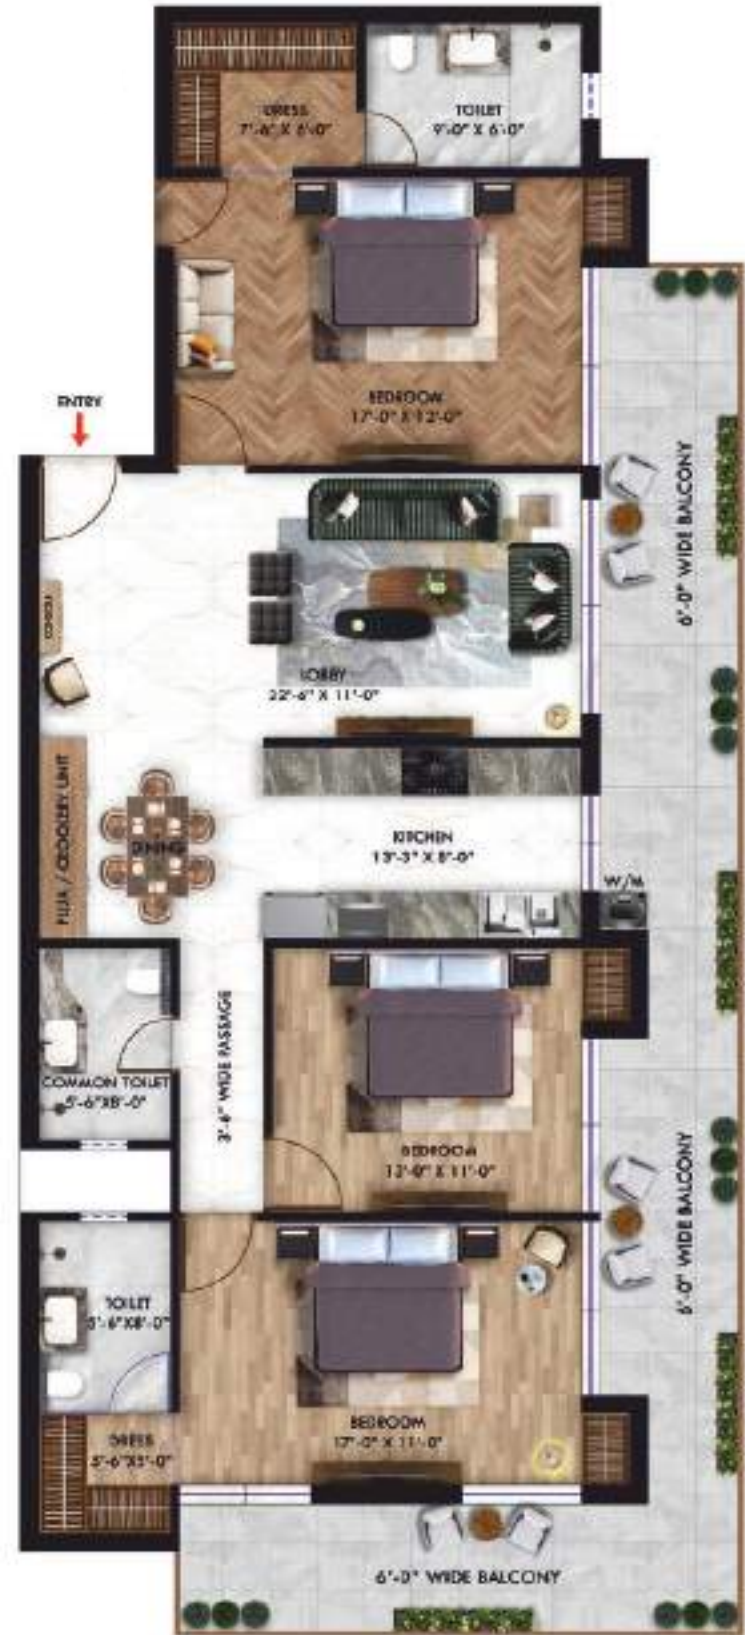 DRESS
7'-6" X 6'-0"
TOILET
9'-0" X 6'-0"
BEDROOM
17'-0" X 12'-0"
ENTRY
6'-0" WIDE BALCONY
CONSOLE
LOBBY
22'-6" X 11'-0"
PUJA / CROCKERY UNIT
DINING
KITCHEN
13'-3" X 8'-0"
W/M
3'-6" WIDE PASSAGE
COMMON TOILET
5'-6"X8'-0"
BEDROOM
12'-0" X 11'-0"
6'-0" WIDE BALCONY
TOILET
5'-6"X8'-0"
BEDROOM
17'-0" X 11'-0"
DRESS
5'-6"X5'-0"
6'-0" WIDE BALCONY